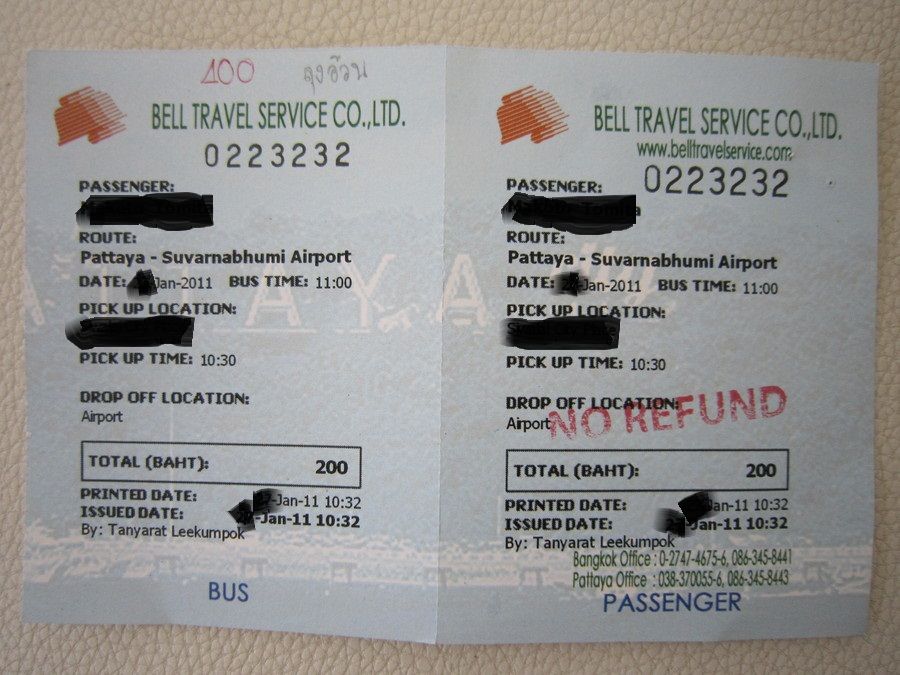 400
BELL TRAVEL SERVICE CO.,LTD.
0223232
PASSENGER:
ROUTE:
Pattaya - Suvarnabhumi Airport
DATE: Jan-2011 BUS TIME: 11:00
PICK UP LOCATION:
PICK UP TIME: 10:30
DROP OFF LOCATION:
Airport
TOTAL (BAHT): 200
PRINTED DATE: -Jan-11 10:32
ISSUED DATE: -Jan-11 10:32
By: Tanyarat Leekumpok
BUS
BELL TRAVEL SERVICE CO.,LTD.
www.belltravelservice.com
0223232
PASSENGER:
Tomita
ROUTE:
Pattaya - Suvarnabhumi Airport
DATE: Jan-2011 BUS TIME: 11:00
PICK UP LOCATION:
PICK UP TIME: 10:30
DROP OFF LOCATION:
Airport
NO REFUND
TOTAL (BAHT): 200
PRINTED DATE: Jan-11 10:32
ISSUED DATE: -Jan-11 10:32
By: Tanyarat Leekumpok
Bangkok Office : 0-2747-4675-6, 086-345-8441
Pattaya Office : 038-370055-6, 086-345-8443
PASSENGER